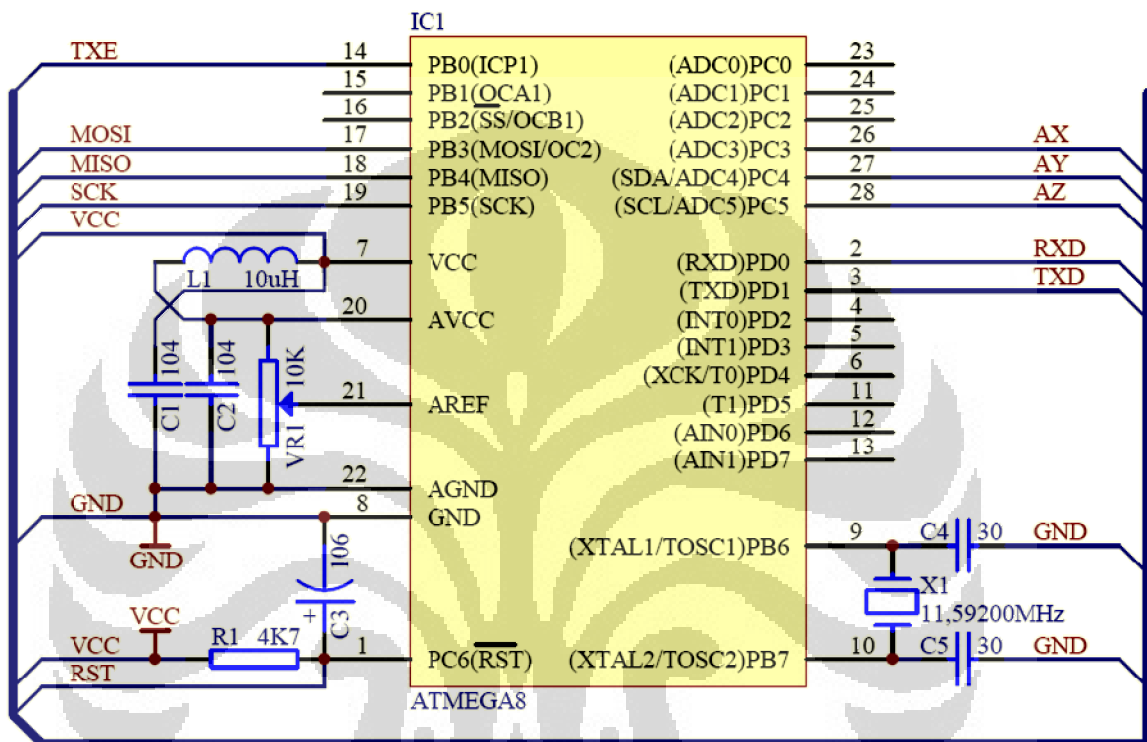 IC1
TXE 14 PB0(ICP1) (ADC0)PC0 23
15 PB1(OCA1) (ADC1)PC1 24
16 PB2(SS/OCB1) (ADC2)PC2 25
MOSI 17 PB3(MOSI/OC2) (ADC3)PC3 26 AX
MISO 18 PB4(MISO) (SDA/ADC4)PC4 27 AY
SCK 19 PB5(SCK) (SCL/ADC5)PC5 28 AZ
VCC
7 VCC (RXD)PD0 2 RXD
L1 10uH (TXD)PD1 3 TXD
20 AVCC (INT0)PD2 4
(INT1)PD3 5
104 104 10K (XCK/T0)PD4 6
C1 C2 VR1 21 AREF (T1)PD5 11
(AIN0)PD6 12
(AIN1)PD7 13
22 AGND
GND 8 GND
GND
(XTAL1/TOSC1)PB6 9 C4 30 GND
106
C3
X1
11,59200MHz
VCC
VCC R1 4K7 1 PC6(RST) (XTAL2/TOSC2)PB7 10 C5 30 GND
RST
ATMEGA8